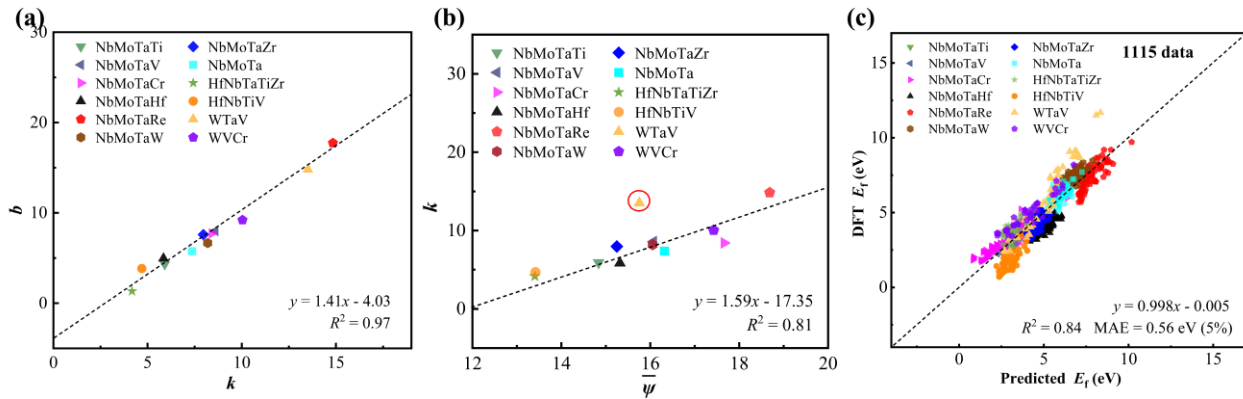 (a)
30
20
10
0
b
NbMoTaTi
NbMoTaV
NbMoTaCr
NbMoTaHf
NbMoTaRe
NbMoTaW
NbMoTaZr
NbMoTa
HfNbTaTiZr
HfNbTiV
WTaV
WVCr
y = 1.41x - 4.03
R² = 0.97
0 5 10 15
k
(b)
30
20
10
0
k
NbMoTaTi
NbMoTaV
NbMoTaCr
NbMoTaHf
NbMoTaRe
NbMoTaW
NbMoTaZr
NbMoTa
HfNbTaTiZr
HfNbTiV
WTaV
WVCr
y = 1.59x - 17.35
R² = 0.81
12 14 16 18 20
ψ̅
(c)
15
10
5
0
DFT E_f (eV)
NbMoTaTi
NbMoTaV
NbMoTaCr
NbMoTaHf
NbMoTaRe
NbMoTaW
NbMoTaZr
NbMoTa
HfNbTaTiZr
HfNbTiV
WTaV
WVCr
1115 data
y = 0.998x - 0.005
R² = 0.84 MAE = 0.56 eV (5%)
0 5 10 15
Predicted E_f (eV)